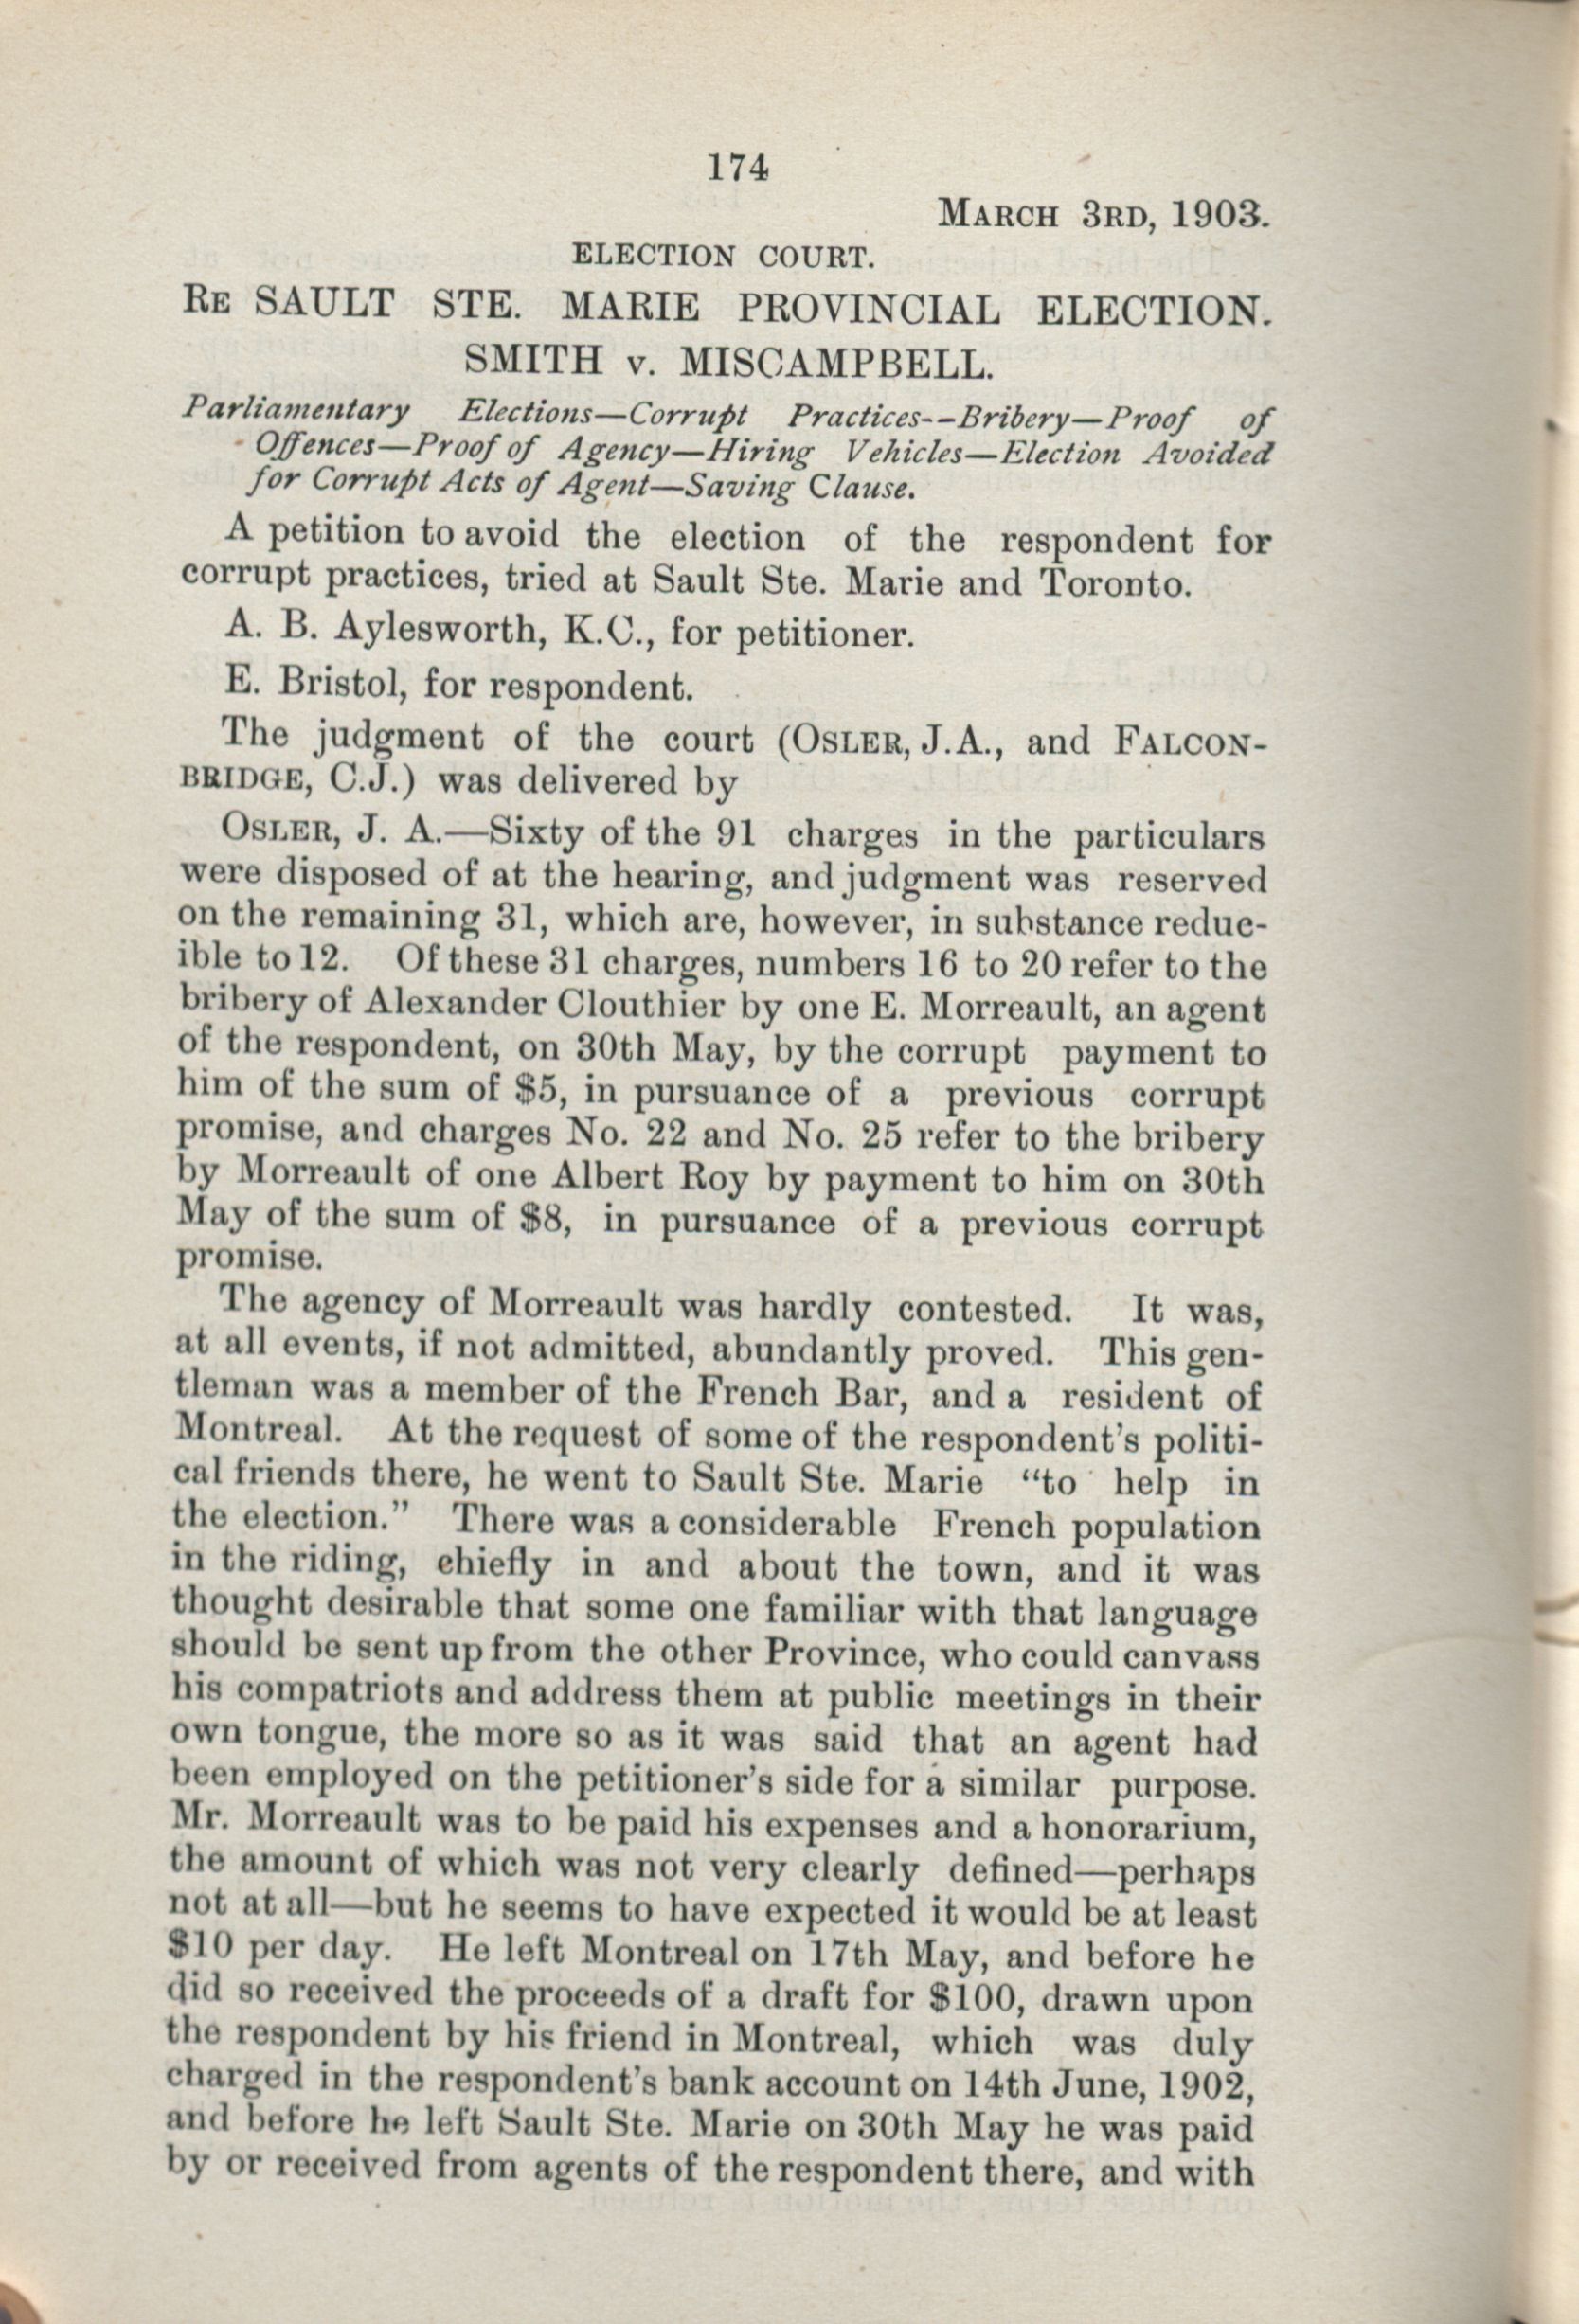 174
MARCH 3RD, 1903.
ELECTION COURT.
RE SAULT STE. MARIE PROVINCIAL ELECTION.
SMITH v. MISCAMPBELL.
Parliamentary Elections—Corrupt Practices--Bribery—Proof of
Offences—Proof of Agency—Hiring Vehicles—Election Avoided
for Corrupt Acts of Agent—Saving Clause.
A petition to avoid the election of the respondent for
corrupt practices, tried at Sault Ste. Marie and Toronto.
A. B. Aylesworth, K.C., for petitioner.
E. Bristol, for respondent.
The judgment of the court (OSLER, J.A., and FALCON-
BRIDGE, C.J.) was delivered by
OSLER, J. A.—Sixty of the 91 charges in the particulars
were disposed of at the hearing, and judgment was reserved
on the remaining 31, which are, however, in substance reduc-
ible to 12. Of these 31 charges, numbers 16 to 20 refer to the
bribery of Alexander Clouthier by one E. Morreault, an agent
of the respondent, on 30th May, by the corrupt payment to
him of the sum of $5, in pursuance of a previous corrupt
promise, and charges No. 22 and No. 25 refer to the bribery
by Morreault of one Albert Roy by payment to him on 30th
May of the sum of $8, in pursuance of a previous corrupt
promise.
The agency of Morreault was hardly contested. It was,
at all events, if not admitted, abundantly proved. This gen-
tleman was a member of the French Bar, and a resident of
Montreal. At the request of some of the respondent's politi-
cal friends there, he went to Sault Ste. Marie "to help in
the election." There was a considerable French population
in the riding, chiefly in and about the town, and it was
thought desirable that some one familiar with that language
should be sent up from the other Province, who could canvass
his compatriots and address them at public meetings in their
own tongue, the more so as it was said that an agent had
been employed on the petitioner's side for a similar purpose.
Mr. Morreault was to be paid his expenses and a honorarium,
the amount of which was not very clearly defined—perhaps
not at all—but he seems to have expected it would be at least
$10 per day. He left Montreal on 17th May, and before he
did so received the proceeds of a draft for $100, drawn upon
the respondent by his friend in Montreal, which was duly
charged in the respondent's bank account on 14th June, 1902,
and before he left Sault Ste. Marie on 30th May he was paid
by or received from agents of the respondent there, and with